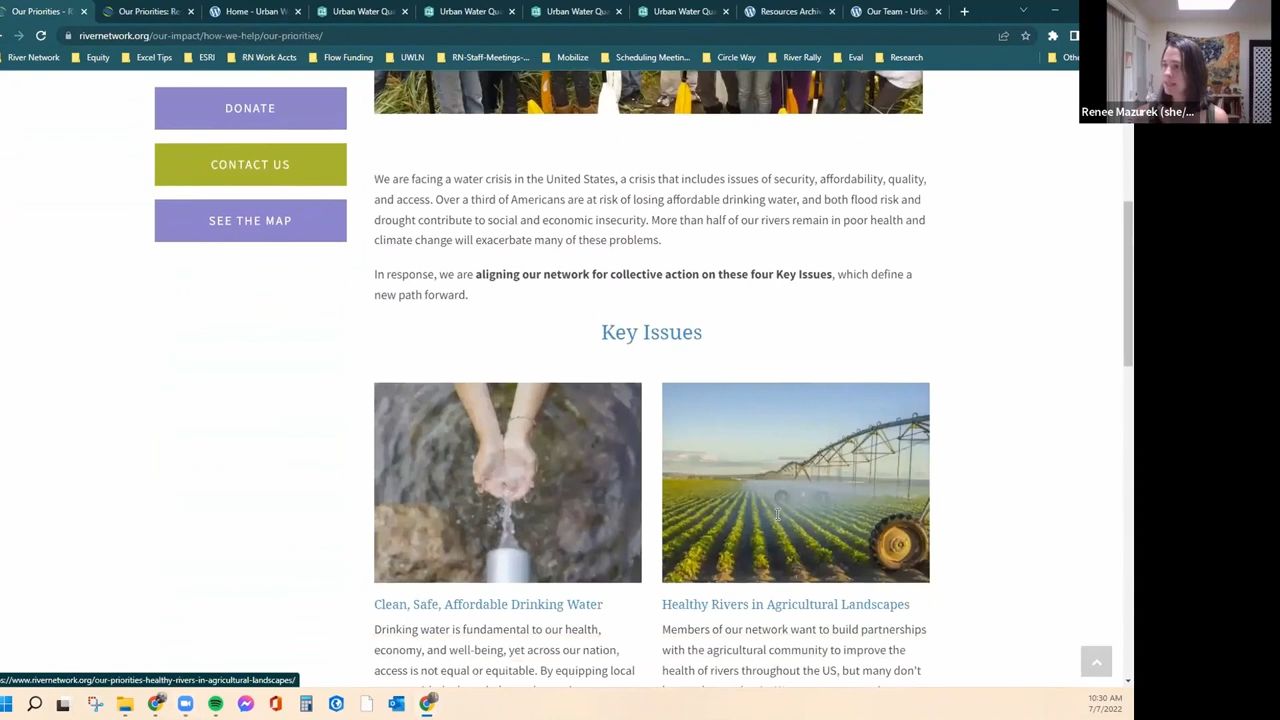 Our Priorities - R
Our Priorities: Re
Home - Urban W
Urban Water Qu
Urban Water Qu
Urban Water Qu
Urban Water Qu
Resources Archiv
Our Team - Urba
rivernetwork.org/our-impact/how-we-help/our-priorities/
River Network
Equity
Excel Tips
ESRI
RN Work Accts
Flow Funding
UWLN
RN-Staff-Meetings-...
Mobilize
Scheduling Meetin...
Circle Way
River Rally
Eval
Research
Othe
Renee Mazurek (she/...
DONATE
CONTACT US
SEE THE MAP
We are facing a water crisis in the United States, a crisis that includes issues of security, affordability, quality,
and access. Over a third of Americans are at risk of losing affordable drinking water, and both flood risk and
drought contribute to social and economic insecurity. More than half of our rivers remain in poor health and
climate change will exacerbate many of these problems.
In response, we are aligning our network for collective action on these four Key Issues, which define a
new path forward.
Key Issues
Clean, Safe, Affordable Drinking Water
Drinking water is fundamental to our health,
economy, and well-being, yet across our nation,
access is not equal or equitable. By equipping local
Healthy Rivers in Agricultural Landscapes
Members of our network want to build partnerships
with the agricultural community to improve the
health of rivers throughout the US, but many don't
s://www.rivernetwork.org/our-priorities-healthy-rivers-in-agricultural-landscapes/
10:30 AM
7/7/2022